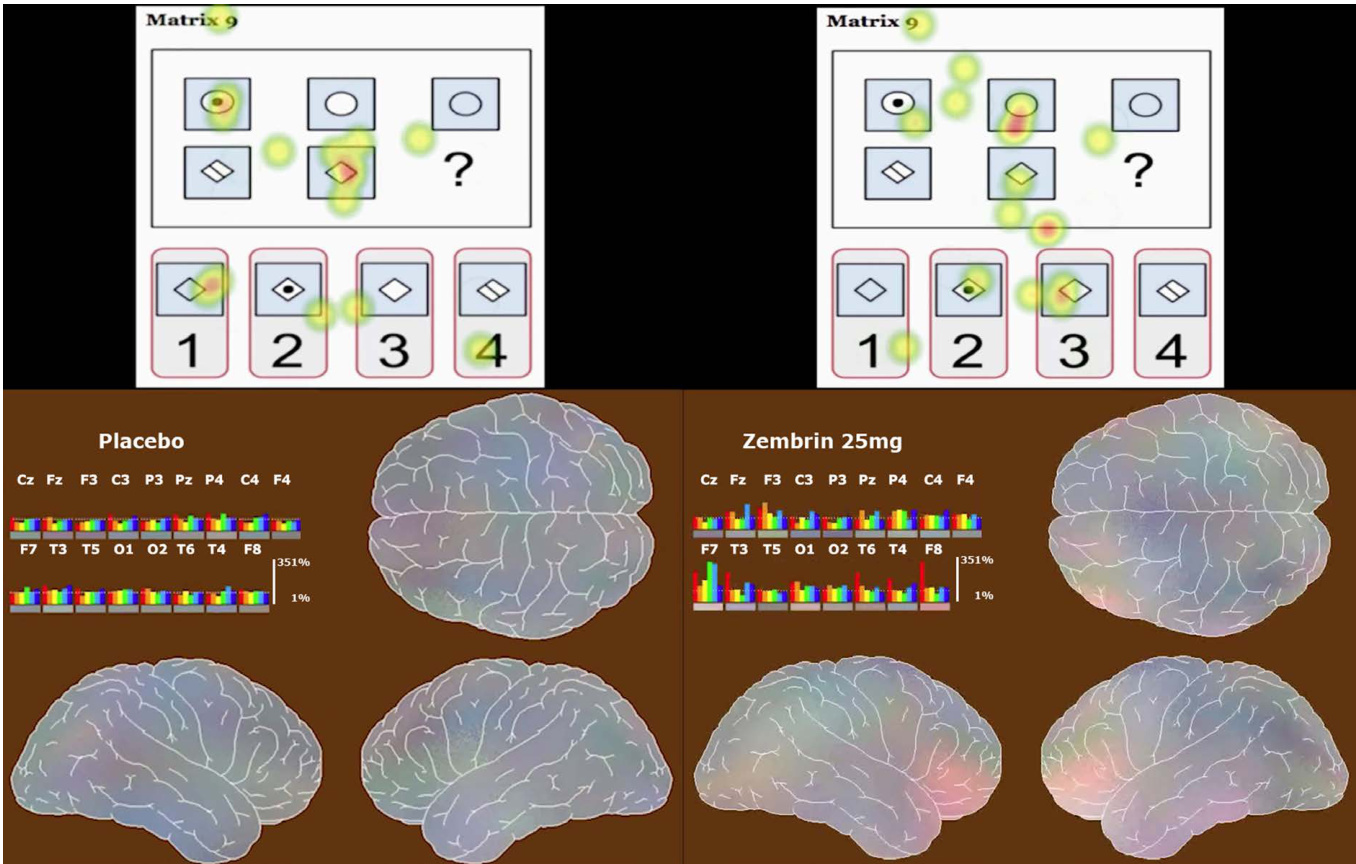 Matrix 9
?
1 2 3 4
Matrix 9
?
1 2 3 4
Placebo
Cz Fz F3 C3 P3 Pz P4 C4 F4
F7 T3 T5 O1 O2 T6 T4 F8
351%
1%
Zembrin 25mg
Cz Fz F3 C3 P3 Pz P4 C4 F4
F7 T3 T5 O1 O2 T6 T4 F8
351%
1%